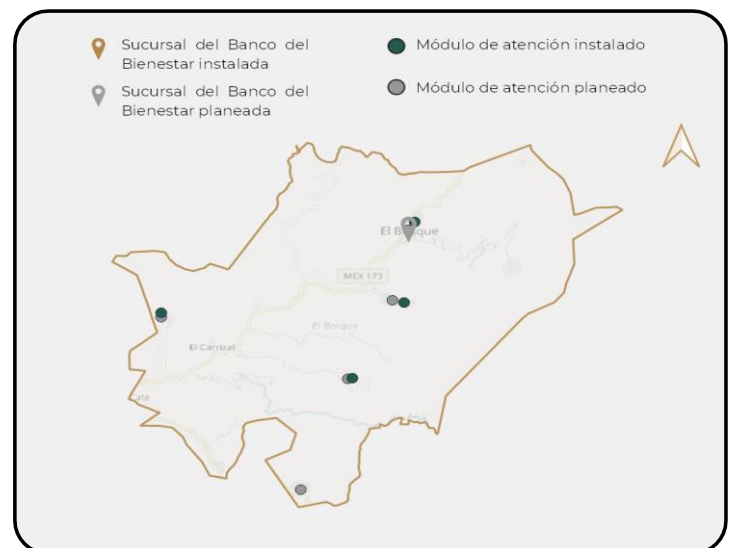 Sucursal del Banco del
Bienestar instalada
Sucursal del Banco del
Bienestar planeada
Módulo de atención instalado
Módulo de atención planeado
El Bosque
MEX 173
El Bosque
El Carrizal